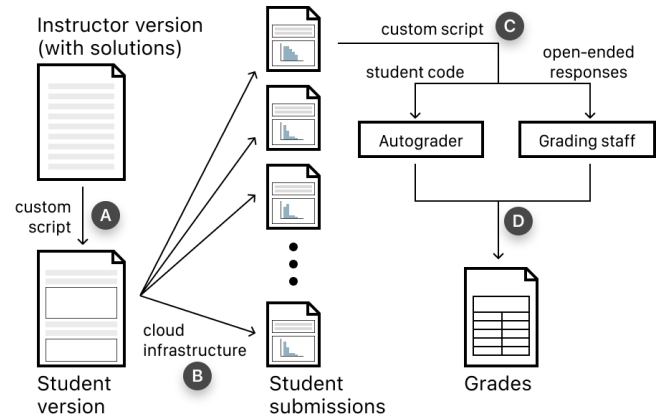 Instructor version
(with solutions)
custom
script
A
Student
version
cloud
infrastructure
B
Student
submissions
custom script
C
student code
open-ended
responses
Autograder
Grading staff
D
Grades